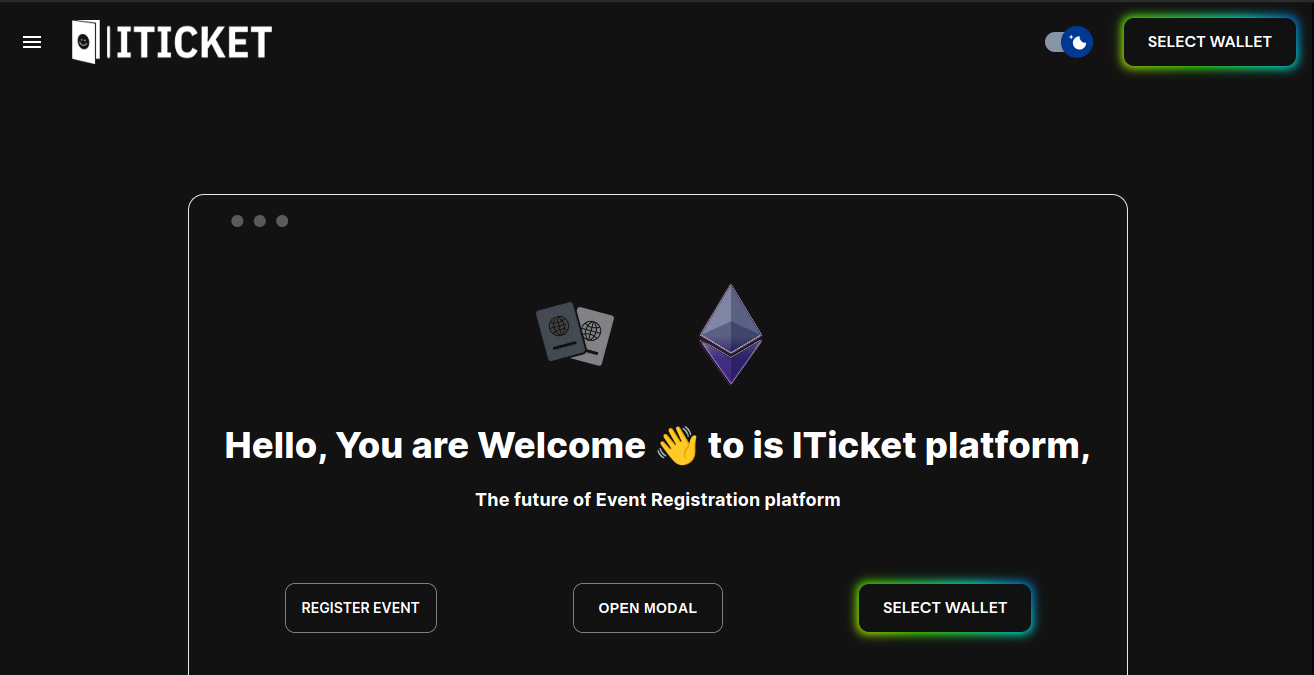 ITICKET
SELECT WALLET
Hello, You are Welcome 👋 to is ITicket platform,
The future of Event Registration platform
REGISTER EVENT
OPEN MODAL
SELECT WALLET